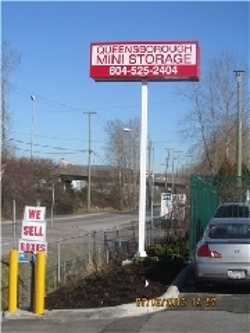 QUEENSBOROUGH
MINI STORAGE
604-525-2404
WE
SELL
BOXES